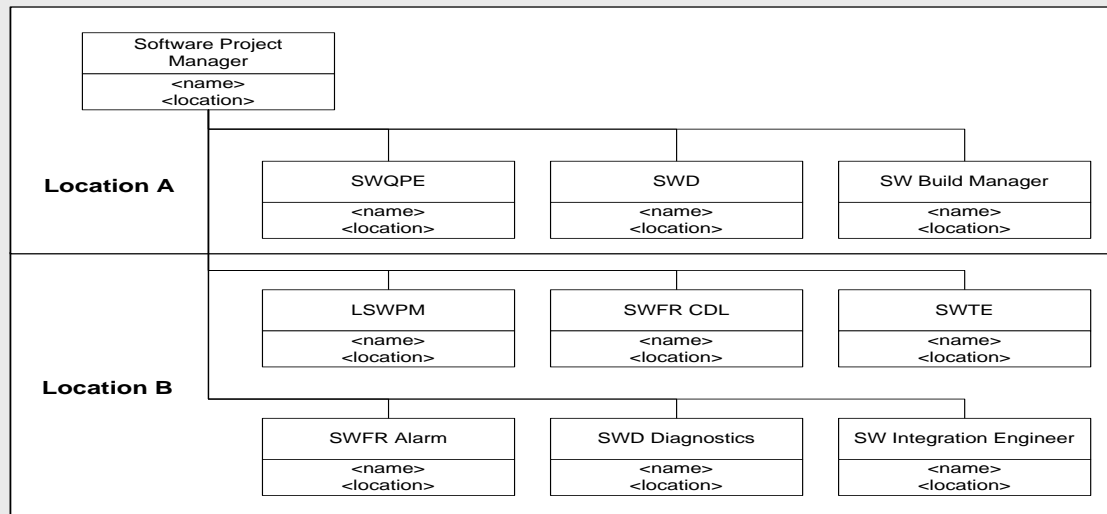 Software Project
Manager
<name>
<location>
Location A
SWQPE
<name>
<location>
SWD
<name>
<location>
SW Build Manager
<name>
<location>
LSWPM
<name>
<location>
SWFR CDL
<name>
<location>
SWTE
<name>
<location>
Location B
SWFR Alarm
<name>
<location>
SWD Diagnostics
<name>
<location>
SW Integration Engineer
<name>
<location>